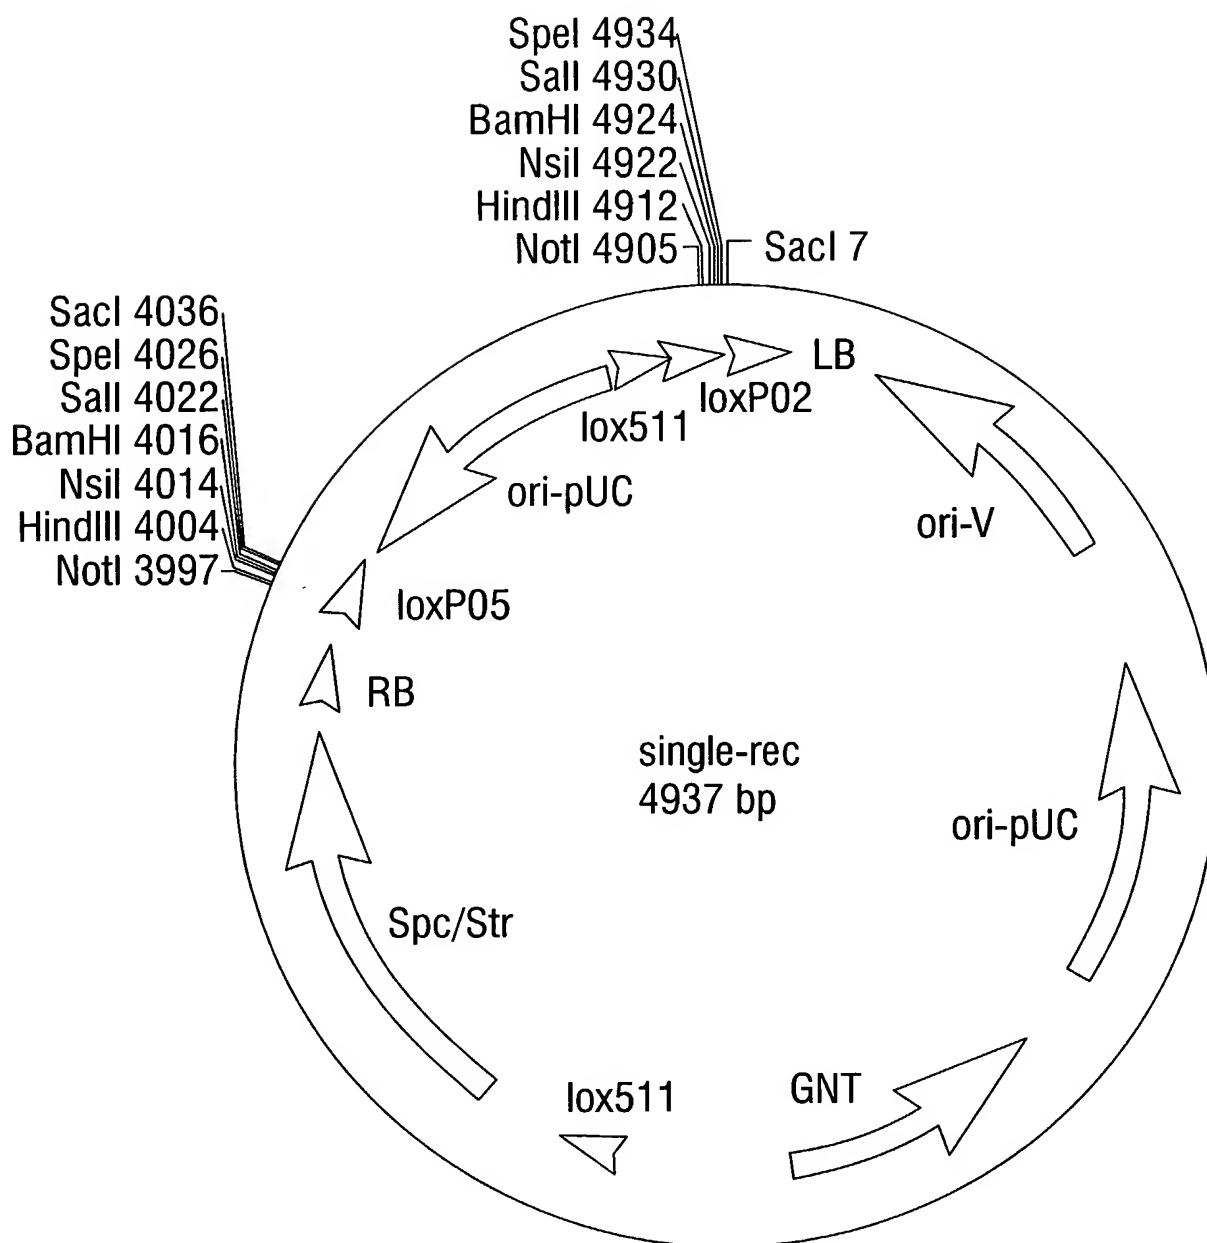 SpeI 4934
SalI 4930
BamHI 4924
NsiI 4922
HindIII 4912
NotI 4905
SacI 7
SacI 4036
SpeI 4026
SalI 4022
BamHI 4016
NsiI 4014
HindIII 4004
NotI 3997
LB
loxP02
lox511
ori-pUC
ori-V
loxP05
RB
single-rec
4937 bp
ori-pUC
Spc/Str
lox511
GNT